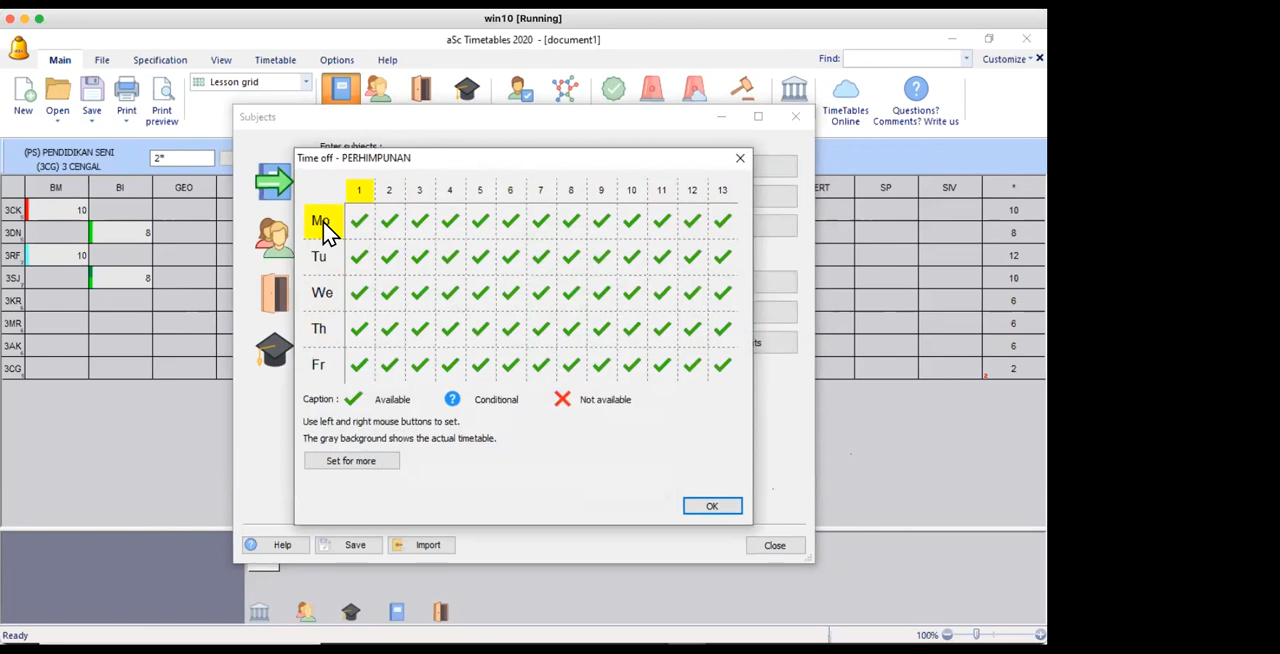 win10 [Running]
aSc Timetables 2020 - [document1]
Main File Specification View Timetable Options Help
Find:
Customize
New Open Save Print Print preview
Lesson grid
TimeTables Online
Questions? Comments? Write us
(PS) PENDIDIKAN SENI
(3CG) 3 CENGAL
2*
Subjects
Enter subjects :
Time off - PERHIMPUNAN
1 2 3 4 5 6 7 8 9 10 11 12 13
Mo
Tu
We
Th
Fr
Caption : Available Conditional Not available
Use left and right mouse buttons to set.
The gray background shows the actual timetable.
Set for more
OK
Help Save Import Close
BM BI GEO SP SIV *
3CK 10 10
3DN 8 8
3RF 10 12
3SJ 8 10
3KR 6
3MR 6
3AK 6
3CG 2 2
Ready
100%